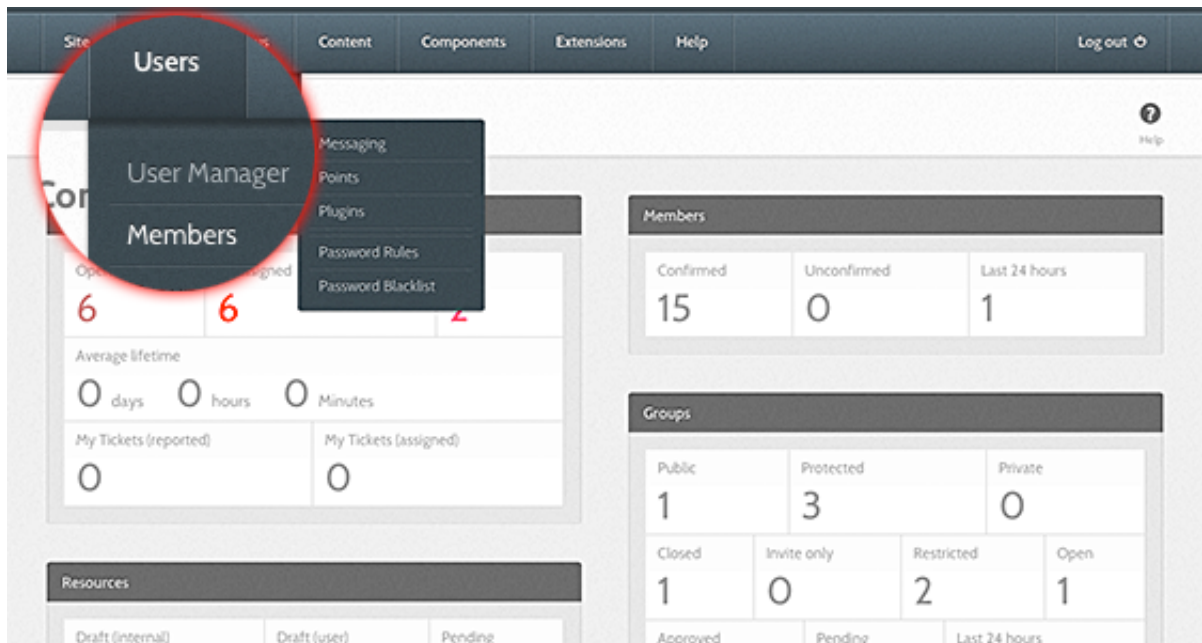 Users Content Components Extensions Help Log out
Help
User Manager
Members
Messaging
Points
Plugins
Password Rules
Password Blacklist
6 6
Average lifetime
0 days 0 hours 0 Minutes
My Tickets (reported) My Tickets (assigned)
0 0
Resources
Draft (internal) Draft (user) Pending
Members
Confirmed Unconfirmed Last 24 hours
15 0 1
Groups
Public Protected Private
1 3 0
Closed Invite only Restricted Open
1 0 2 1
Approved Pending Last 24 hours